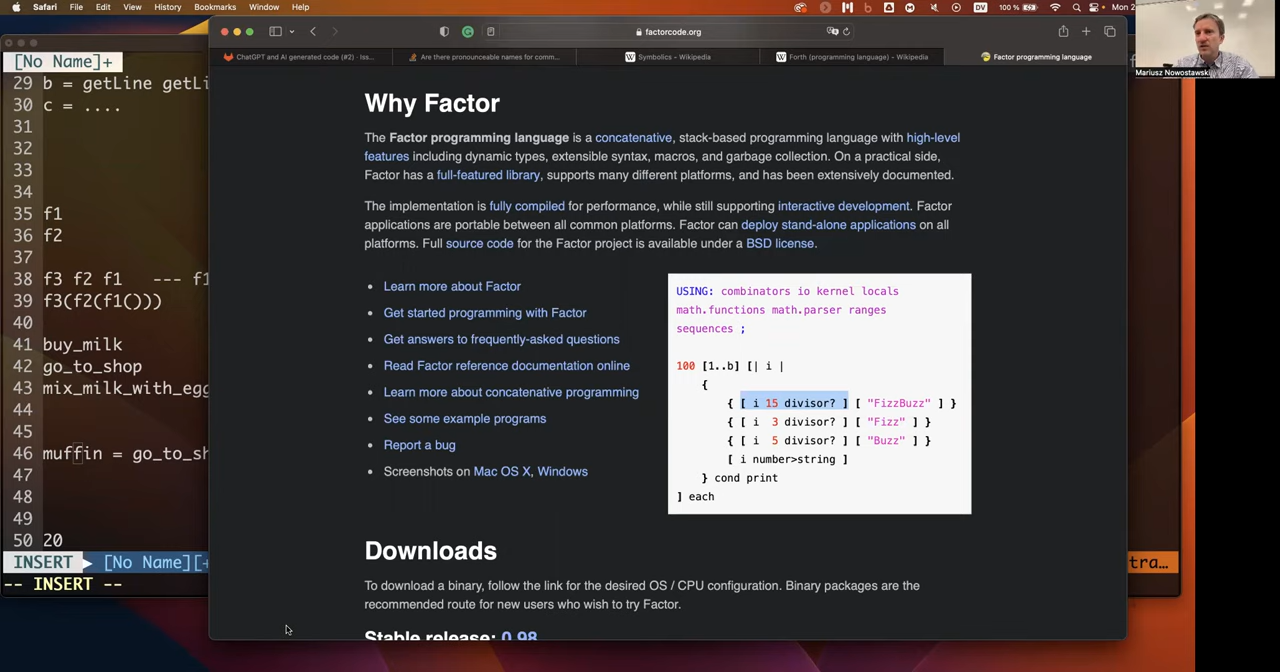 Safari File Edit View History Bookmarks Window Help
DV 100 % Mon 2
Mariusz Nowostawski
factorcode.org
ChatGPT and AI generated code (#2) · Iss...
Are there pronounceable names for comm...
Symbolics - Wikipedia
Forth (programming language) - Wikipedia
Factor programming language
[No Name]+
29 b = getLine getLi
30 c = ....
31
32
33
34
35 f1
36 f2
37
38 f3 f2 f1 --- f1
39 f3(f2(f1()))
40
41 buy_milk
42 go_to_shop
43 mix_milk_with_egg
44
45
46 muffin = go_to_sh
47
48
49
50 20
INSERT [No Name][+
-- INSERT --
tra…
Why Factor
The Factor programming language is a concatenative, stack-based programming language with high-level
features including dynamic types, extensible syntax, macros, and garbage collection. On a practical side,
Factor has a full-featured library, supports many different platforms, and has been extensively documented.
The implementation is fully compiled for performance, while still supporting interactive development. Factor
applications are portable between all common platforms. Factor can deploy stand-alone applications on all
platforms. Full source code for the Factor project is available under a BSD license.
• Learn more about Factor
• Get started programming with Factor
• Get answers to frequently-asked questions
• Read Factor reference documentation online
• Learn more about concatenative programming
• See some example programs
• Report a bug
• Screenshots on Mac OS X, Windows
USING: combinators io kernel locals
math.functions math.parser ranges
sequences ;
100 [1..b] [| i |
{
{ [ i 15 divisor? ] [ "FizzBuzz" ] }
{ [ i 3 divisor? ] [ "Fizz" ] }
{ [ i 5 divisor? ] [ "Buzz" ] }
[ i number>string ]
} cond print
] each
Downloads
To download a binary, follow the link for the desired OS / CPU configuration. Binary packages are the
recommended route for new users who wish to try Factor.
Stable release: 0.98